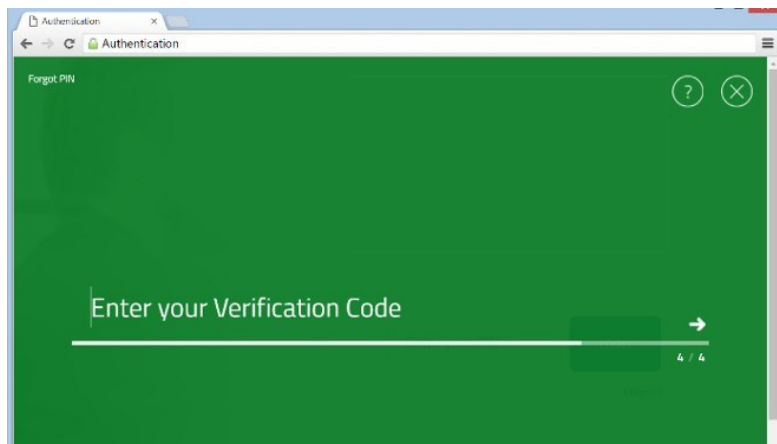 Authentication
Authentication
Forgot PIN
?
Enter your Verification Code
4 / 4